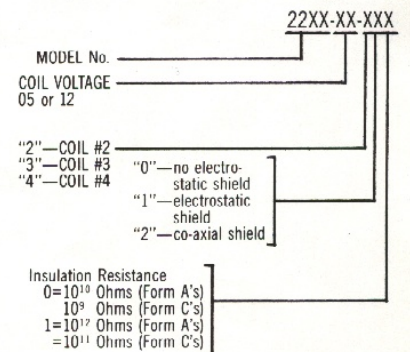 22XX-XX-XXX
MODEL No.
COIL VOLTAGE
05 or 12
"2"—COIL #2
"3"—COIL #3
"4"—COIL #4
"0"—no electro-
static shield
"1"—electrostatic
shield
"2"—co-axial shield
Insulation Resistance
0=10¹⁰ Ohms (Form A's)
10⁹ Ohms (Form C's)
1=10¹² Ohms (Form A's)
=10¹¹ Ohms (Form C's)